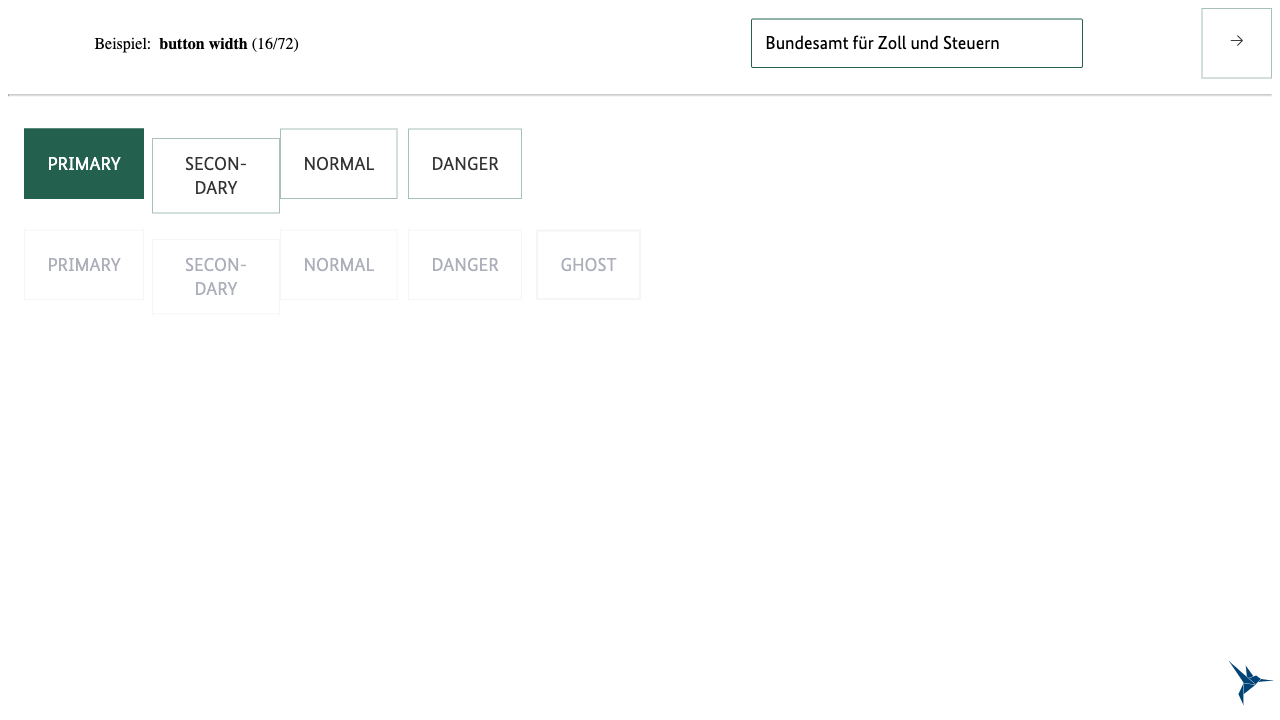 Beispiel: button width (16/72)
Bundesamt für Zoll und Steuern
PRIMARY
SECON-
DARY
NORMAL
DANGER
PRIMARY
SECON-
DARY
NORMAL
DANGER
GHOST